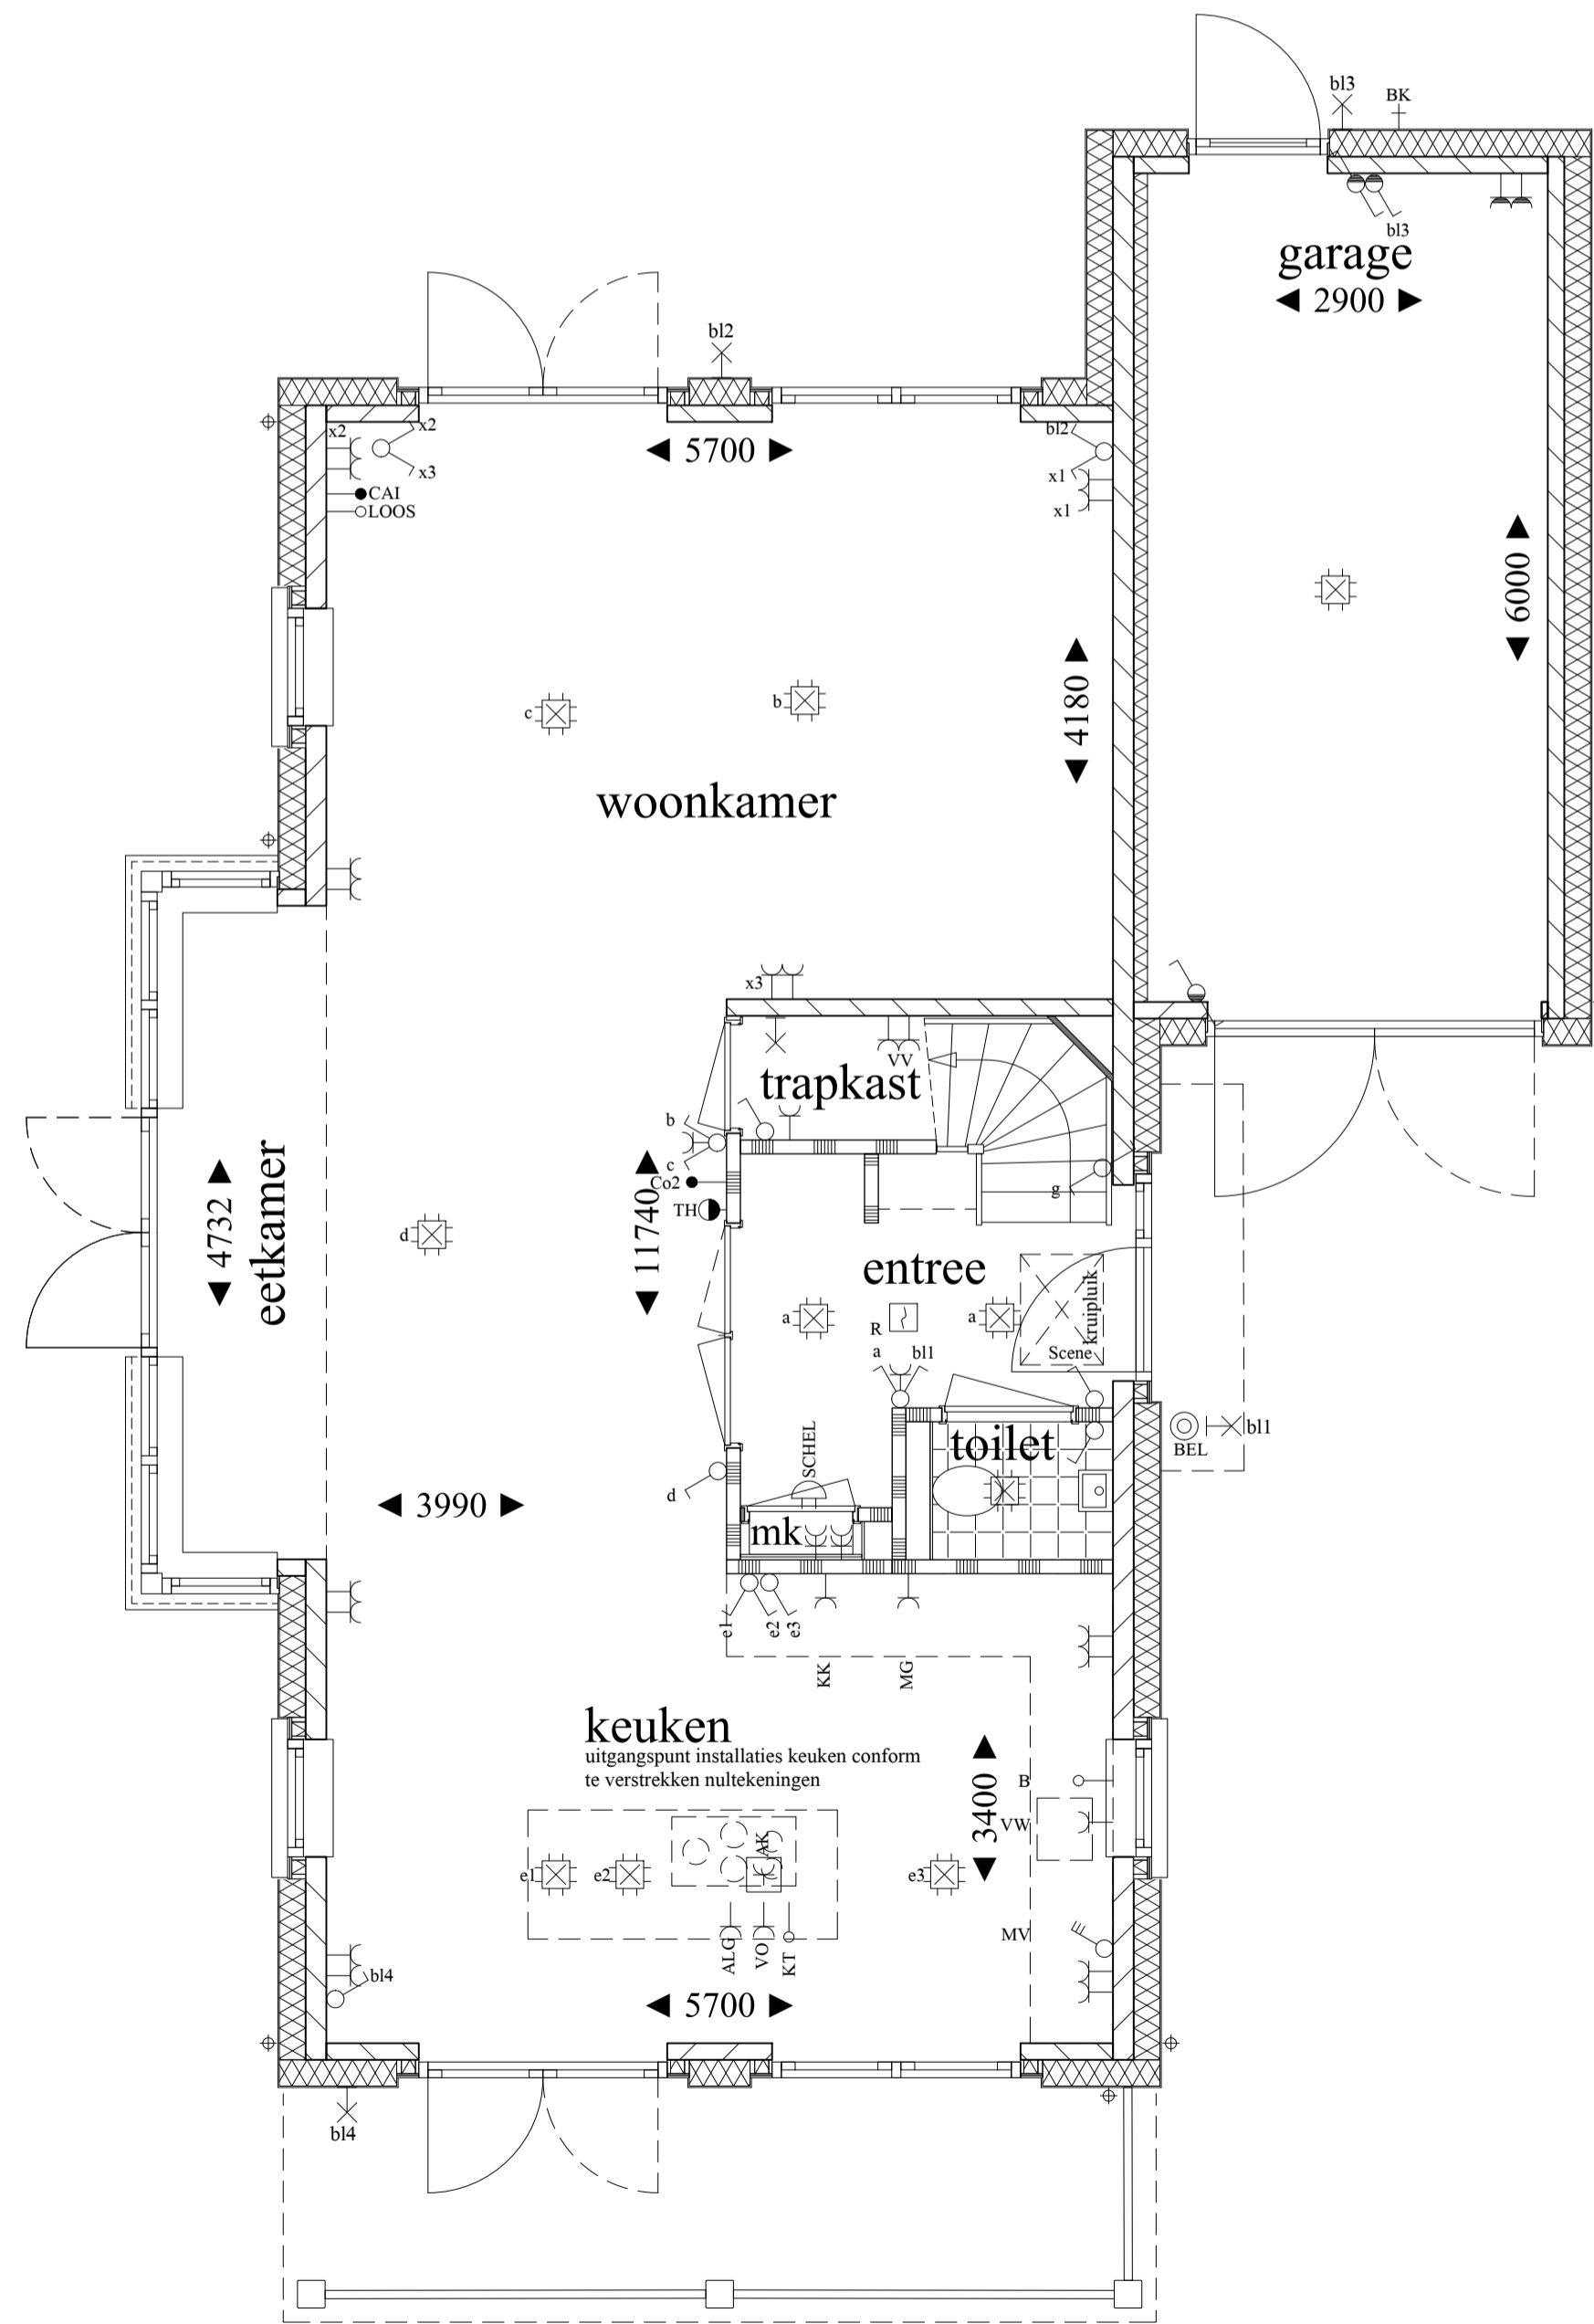 bl3
BK
bl3
garage
2900
bl2
x2
x2
x3
5700
bl2
x1
x1
CAI
LOOS
6000
4180
c
b
woonkamer
x3
VV
trapkast
b
c
Co2
TH
g
11740
4732
eetkamer
d
entree
kruipluik
a
R
a
a
bl1
Scene
SCHEL
toilet
BEL
bl1
d
3990
mk
e1
e2
e3
KK
MG
keuken
uitgangspunt installaties keuken conform
te verstrekken nultekeningen
3400
B
VW
AK
e1
e2
e3
ALG
VO
KT
MV
bl4
5700
bl4